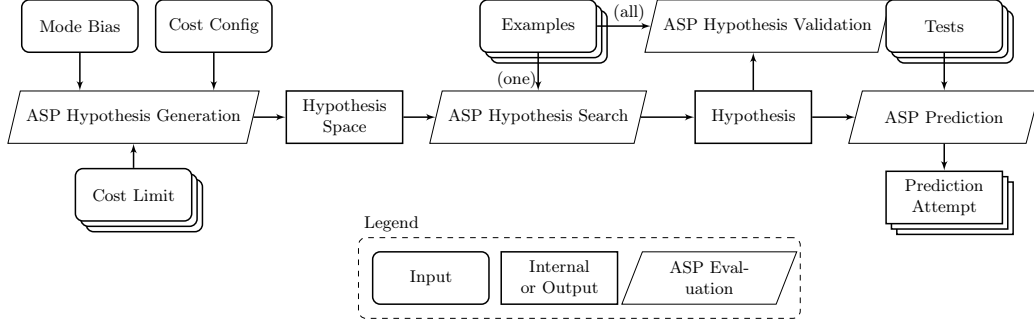 Mode Bias
Cost Config
Examples
(all)
ASP Hypothesis Validation
Tests
(one)
ASP Hypothesis Generation
Hypothesis
Space
ASP Hypothesis Search
Hypothesis
ASP Prediction
Cost Limit
Prediction
Attempt
Legend
Input
Internal
or Output
ASP Eval-
uation